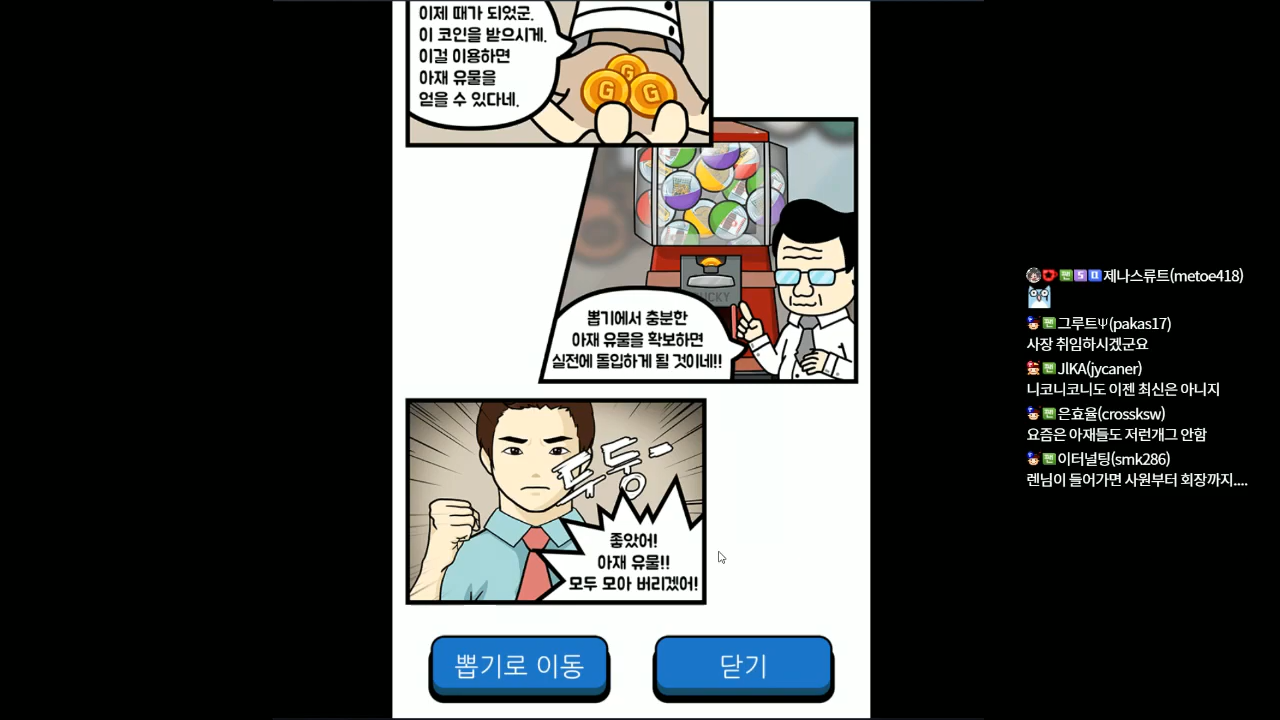 이제 때가 되었군.
이 코인을 받으시게.
이걸 이용하면
아재 유물을
얻을 수 있다네.
G
G
G
LUCKY
뽑기에서 충분한
아재 유물을 확보하면
실전에 돌입하게 될 것이네!!
두둥-
좋았어!
아재 유물!!
모두 모아 버리겠어!
뽑기로 이동
닫기
팬 5 제나스류트(metoe418)
팬 그루트Ψ(pakas17)
사장 취임하시겠군요
팬 JIKA(jycaner)
니코니코니도 이젠 최신은 아니지
팬 은효율(crossksw)
요즘은 아재들도 저런개그 안함
팬 이터널팅(smk286)
렌님이 들어가면 사원부터 회장까지....